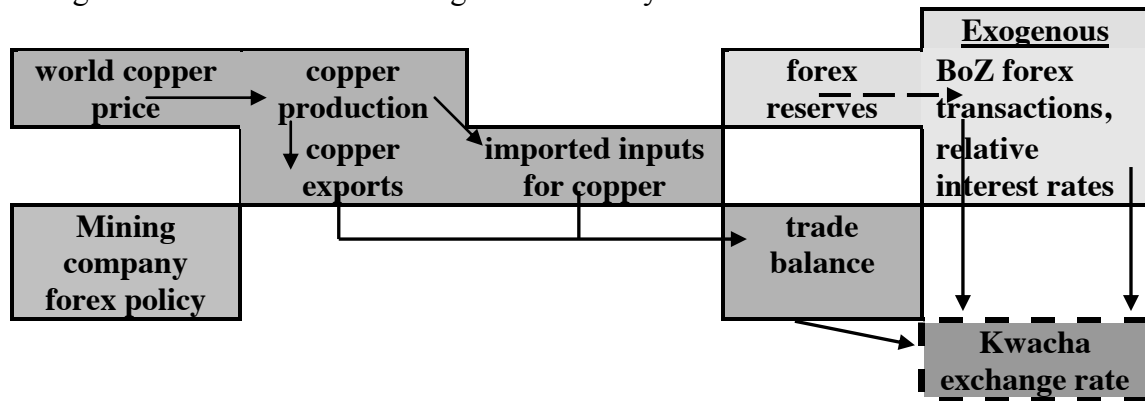 Exogenous
world copper
price
copper
production
forex
reserves
BoZ forex
transactions,
copper
exports
imported inputs
for copper
relative
interest rates
Mining
company
forex policy
trade
balance
Kwacha
exchange rate